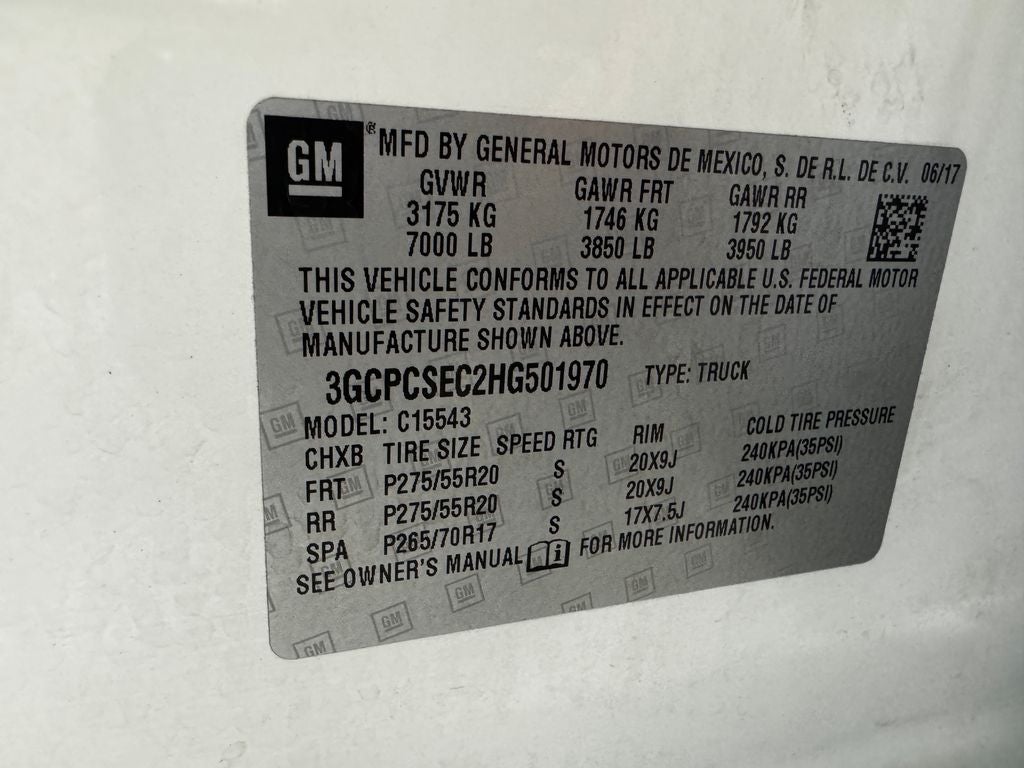 GM MFD BY GENERAL MOTORS DE MEXICO, S. DE R.L. DE C.V. 06/17
GVWR GAWR FRT GAWR RR
3175 KG 1746 KG 1792 KG
7000 LB 3850 LB 3950 LB
THIS VEHICLE CONFORMS TO ALL APPLICABLE U.S. FEDERAL MOTOR
VEHICLE SAFETY STANDARDS IN EFFECT ON THE DATE OF
MANUFACTURE SHOWN ABOVE.
3GCPCSEC2HG501970 TYPE: TRUCK
MODEL: C15543
CHXB TIRE SIZE SPEED RTG RIM COLD TIRE PRESSURE
FRT P275/55R20 S 20X9J 240KPA(35PSI)
RR P275/55R20 S 20X9J 240KPA(35PSI)
SPA P265/70R17 S 17X7.5J 240KPA(35PSI)
SEE OWNER'S MANUAL i FOR MORE INFORMATION.